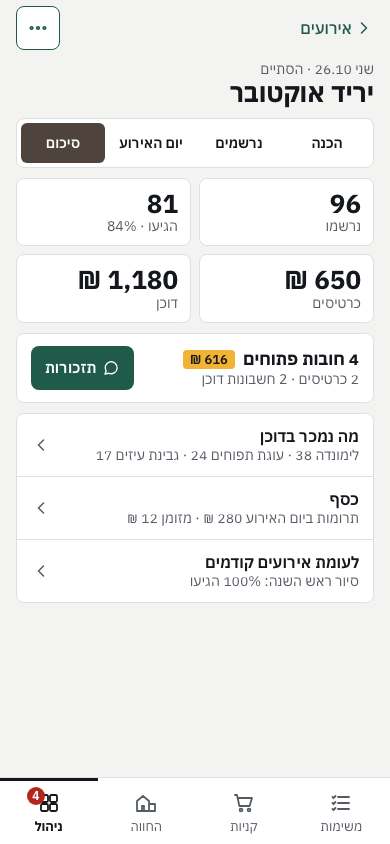 אירועים
שני 26.10 · הסתיים
יריד אוקטובר
הכנה
נרשמים
יום האירוע
סיכום
96
נרשמו
81
הגיעו · 84%
650 ₪
כרטיסים
1,180 ₪
דוכן
4 חובות פתוחים
616 ₪
2 כרטיסים · 2 חשבונות דוכן
תזכורות
מה נמכר בדוכן
לימונדה 38 · עוגת תפוחים 24 · גבינת עיזים 17
כסף
תרומות ביום האירוע 280 ₪ · מזומן 12 ₪
לעומת אירועים קודמים
סיור ראש השנה: 100% הגיעו
משימות
קניות
החווה
ניהול
4